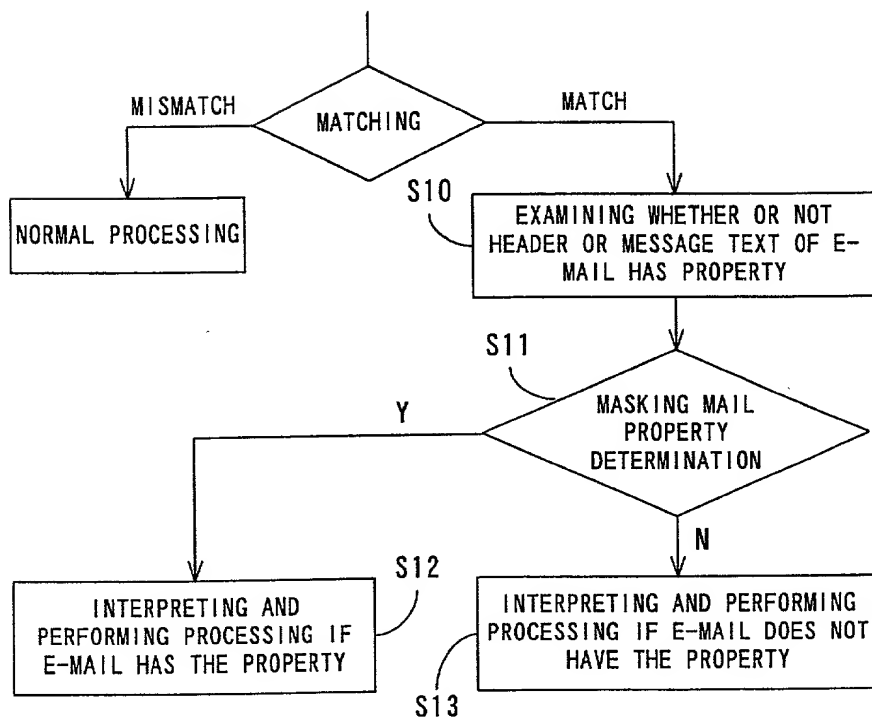 MISMATCH
MATCHING
MATCH
NORMAL PROCESSING
S10
EXAMINING WHETHER OR NOT
HEADER OR MESSAGE TEXT OF E-
MAIL HAS PROPERTY
S11
MASKING MAIL
PROPERTY
DETERMINATION
Y
N
S12
INTERPRETING AND
PERFORMING PROCESSING IF
E-MAIL HAS THE PROPERTY
INTERPRETING AND PERFORMING
PROCESSING IF E-MAIL DOES NOT
HAVE THE PROPERTY
S13